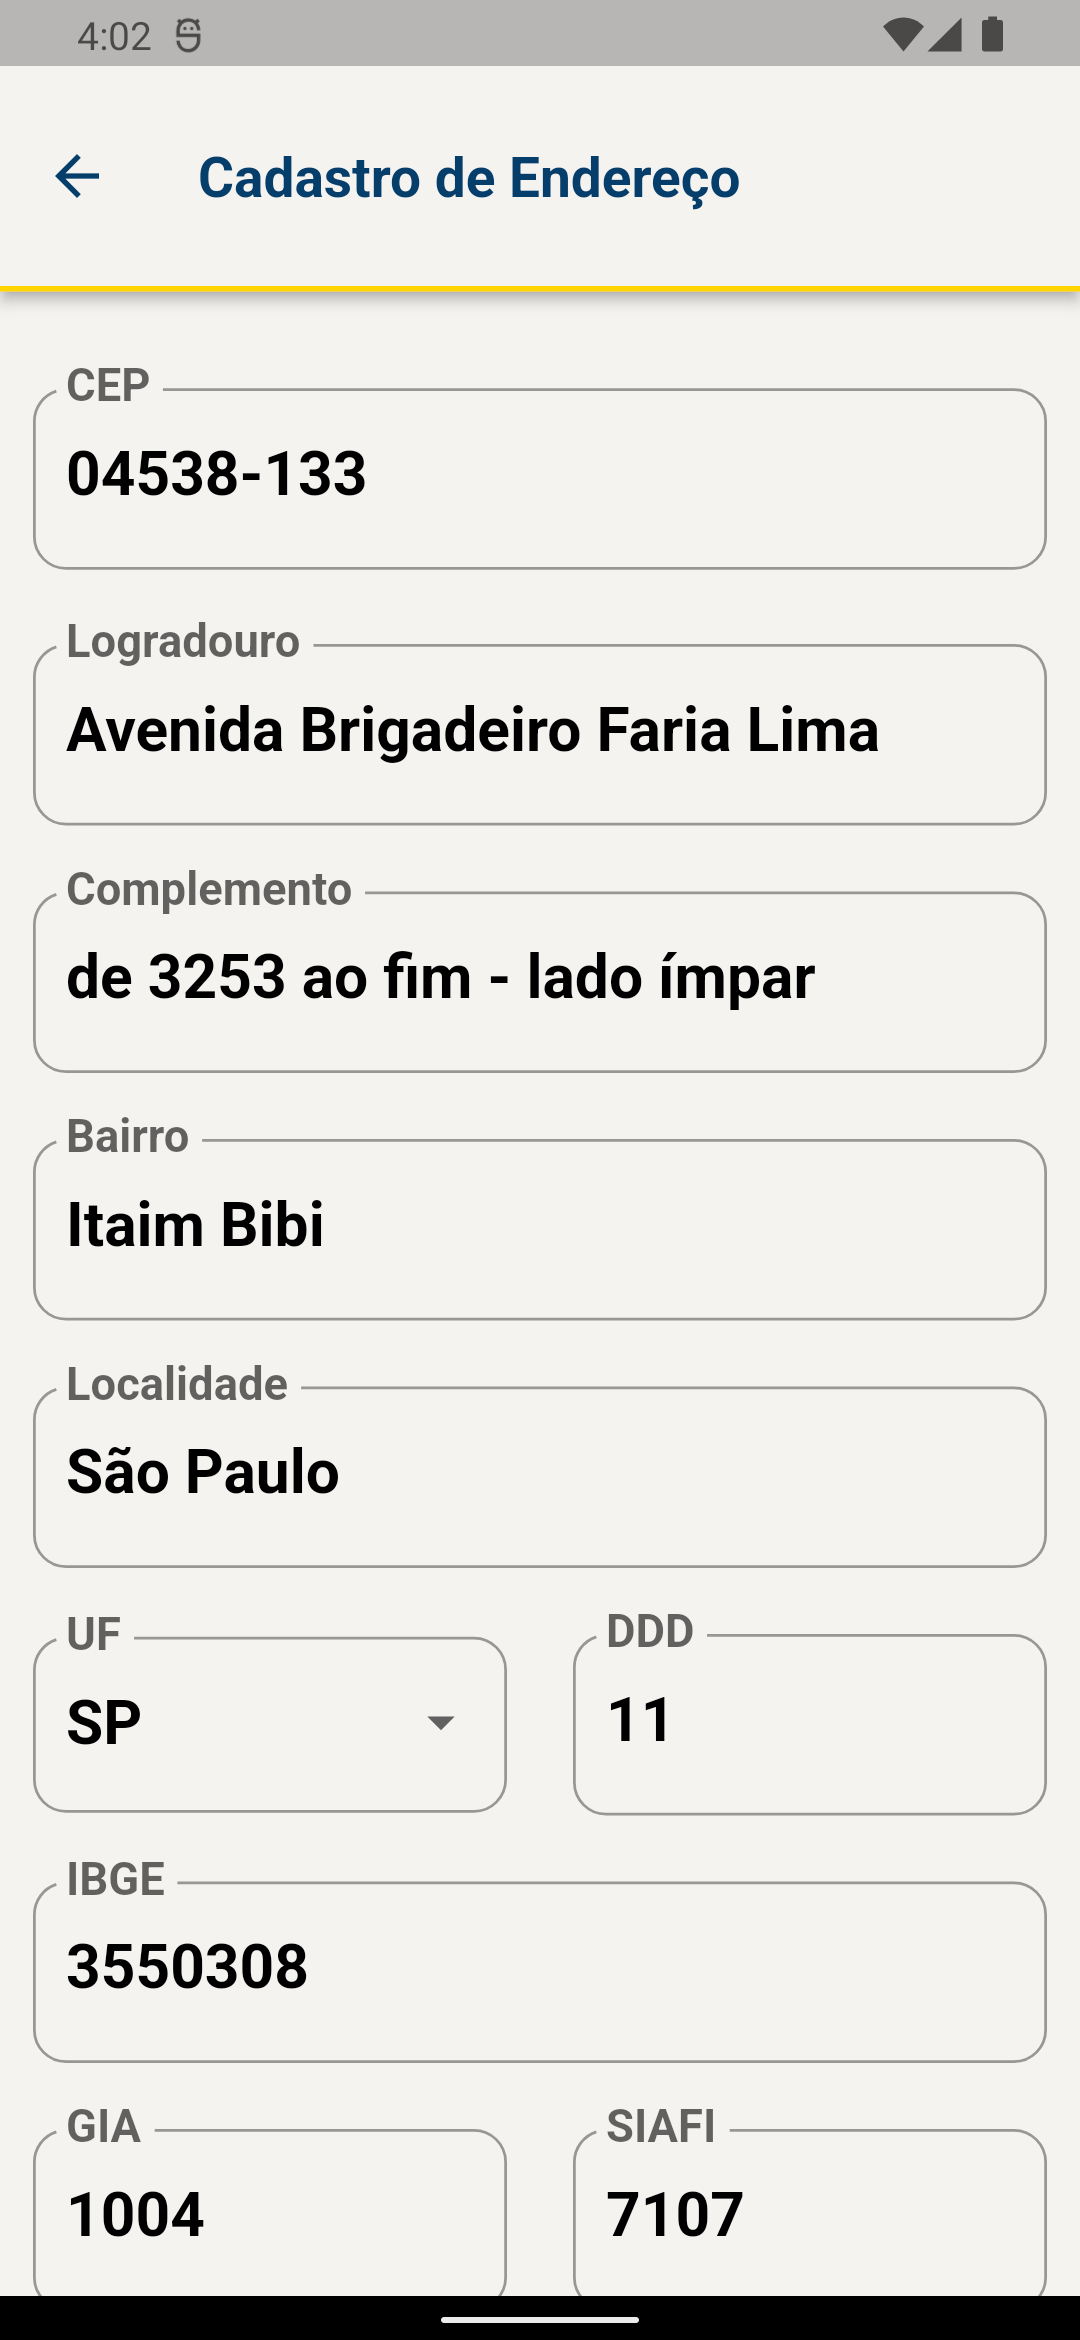 4:02
Cadastro de Endereço
CEP
04538-133
Logradouro
Avenida Brigadeiro Faria Lima
Complemento
de 3253 ao fim - lado ímpar
Bairro
Itaim Bibi
Localidade
São Paulo
UF
SP
DDD
11
IBGE
3550308
GIA
1004
SIAFI
7107